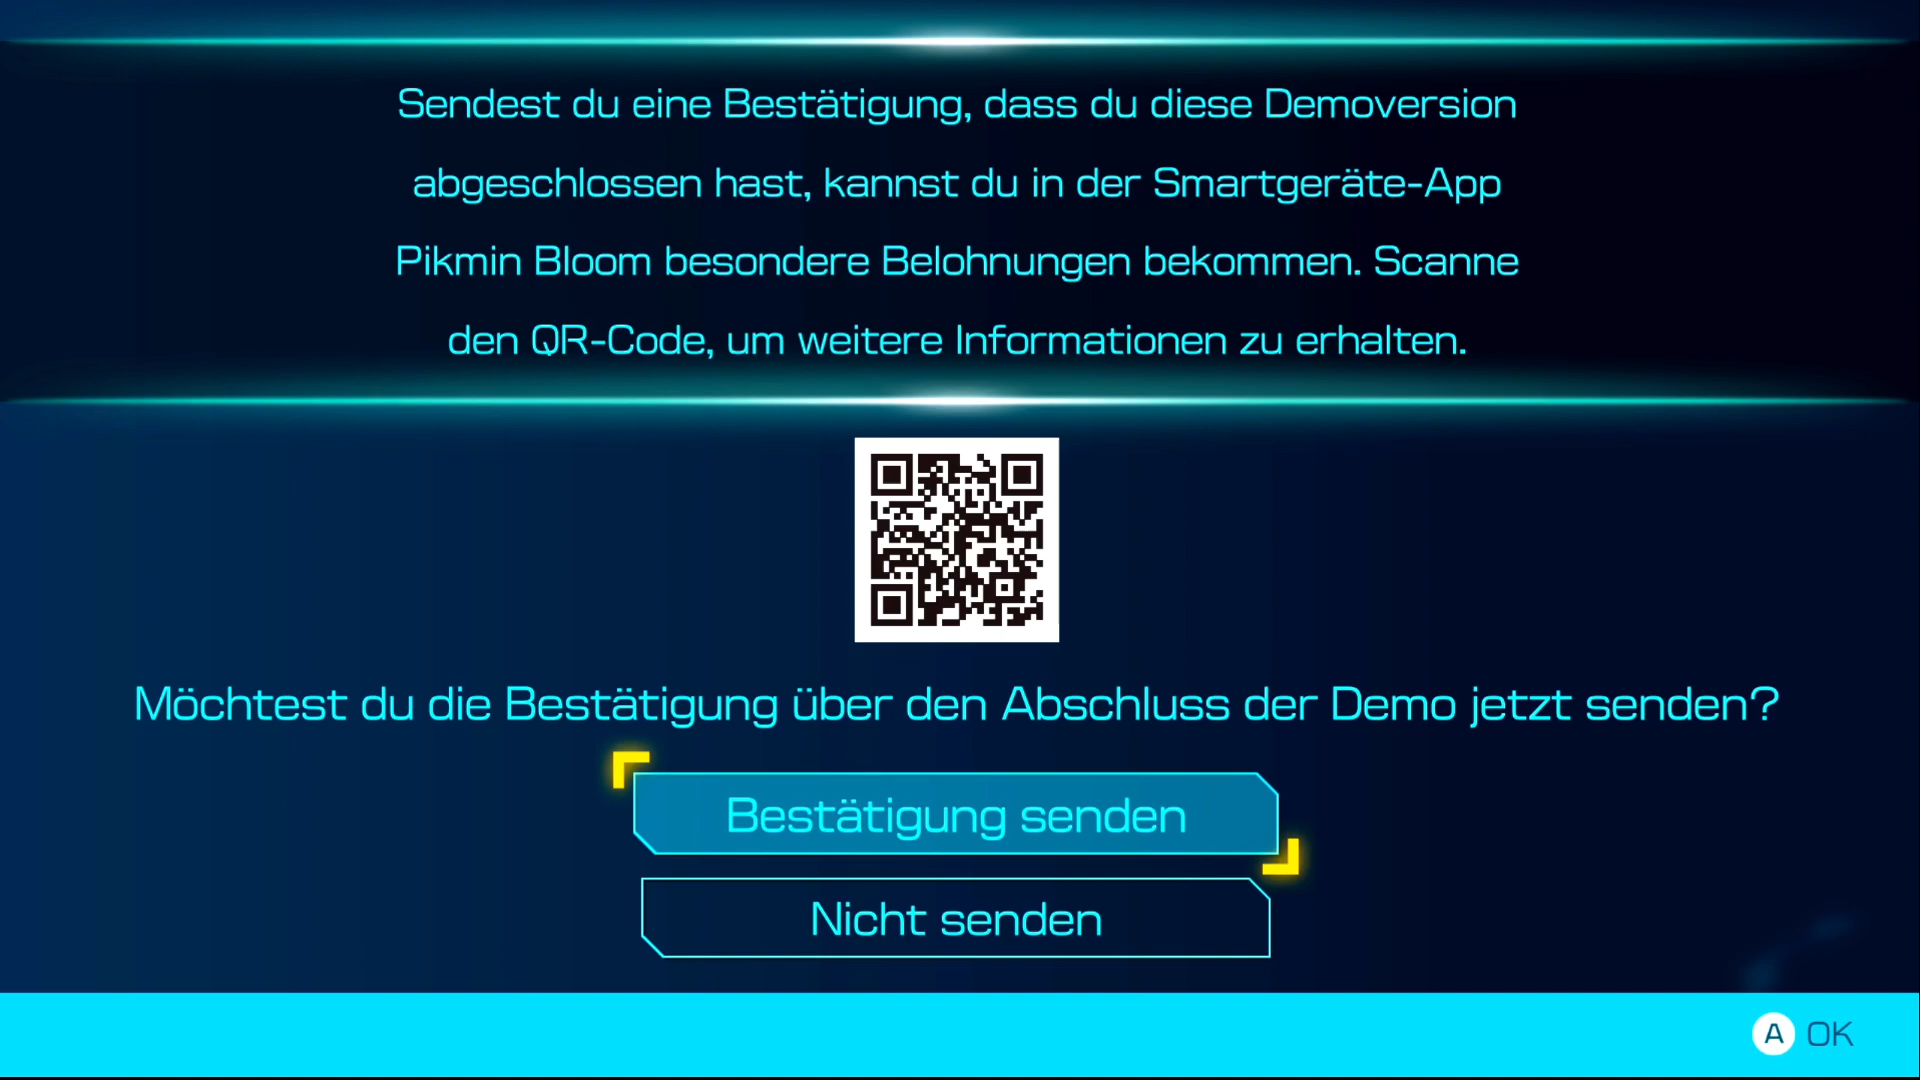 Sendest du eine Bestätigung, dass du diese Demoversion
abgeschlossen hast, kannst du in der Smartgeräte-App
Pikmin Bloom besondere Belohnungen bekommen. Scanne
den QR-Code, um weitere Informationen zu erhalten.
Möchtest du die Bestätigung über den Abschluss der Demo jetzt senden?
Bestätigung senden
Nicht senden
A OK